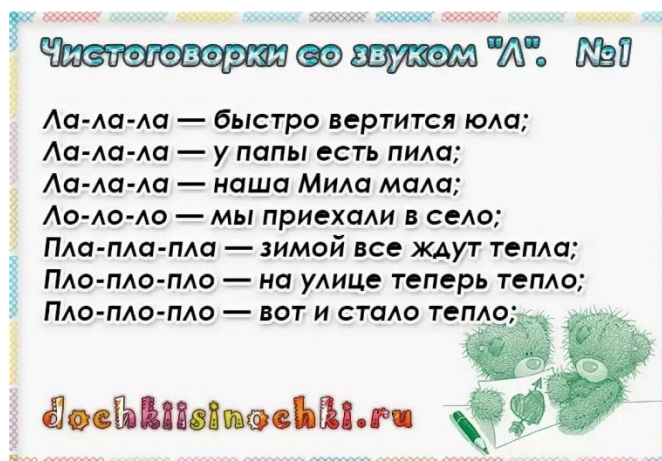 Чистоговорки со звуком "Л". №1
Ла-ла-ла — быстро вертится юла;
Ла-ла-ла — у папы есть пила;
Ла-ла-ла — наша Мила мала;
Ло-ло-ло — мы приехали в село;
Пла-пла-пла — зимой все ждут тепла;
Пло-пло-пло — на улице теперь тепло;
Пло-пло-пло — вот и стало тепло;
dochkiisinochki.ru